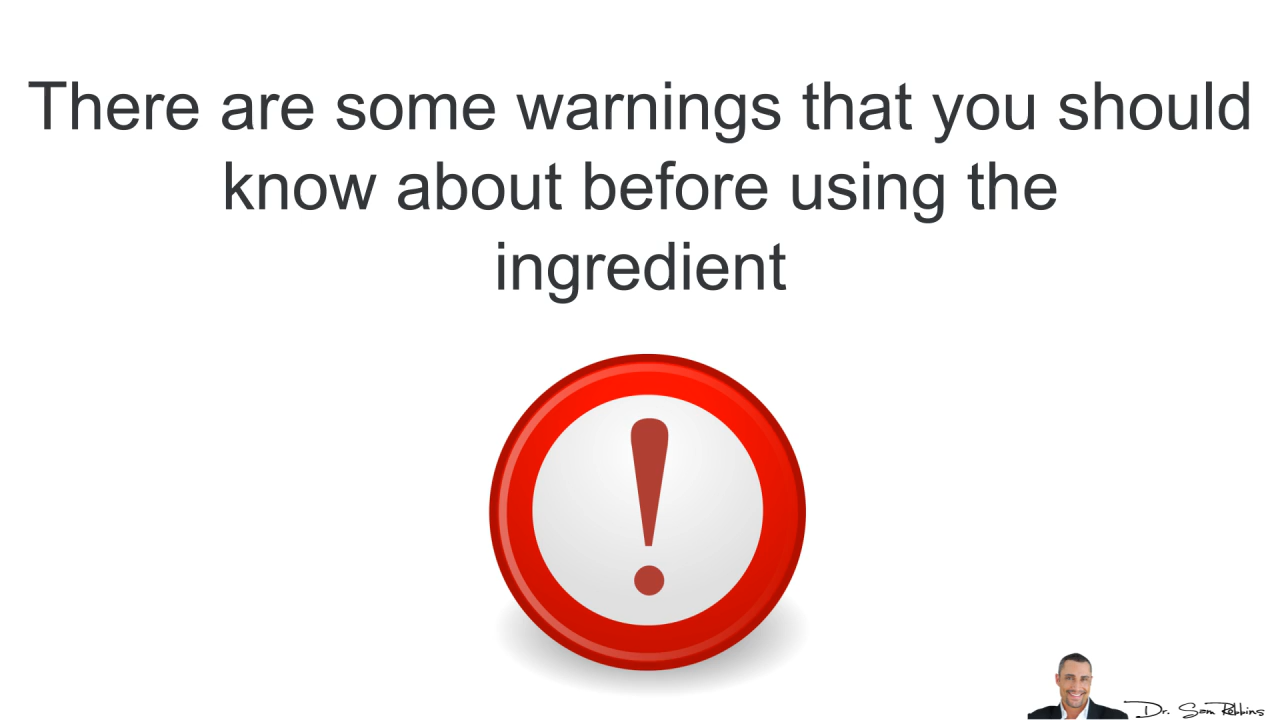 There are some warnings that you should
know about before using the
ingredient
!
Dr. Sam Robbins